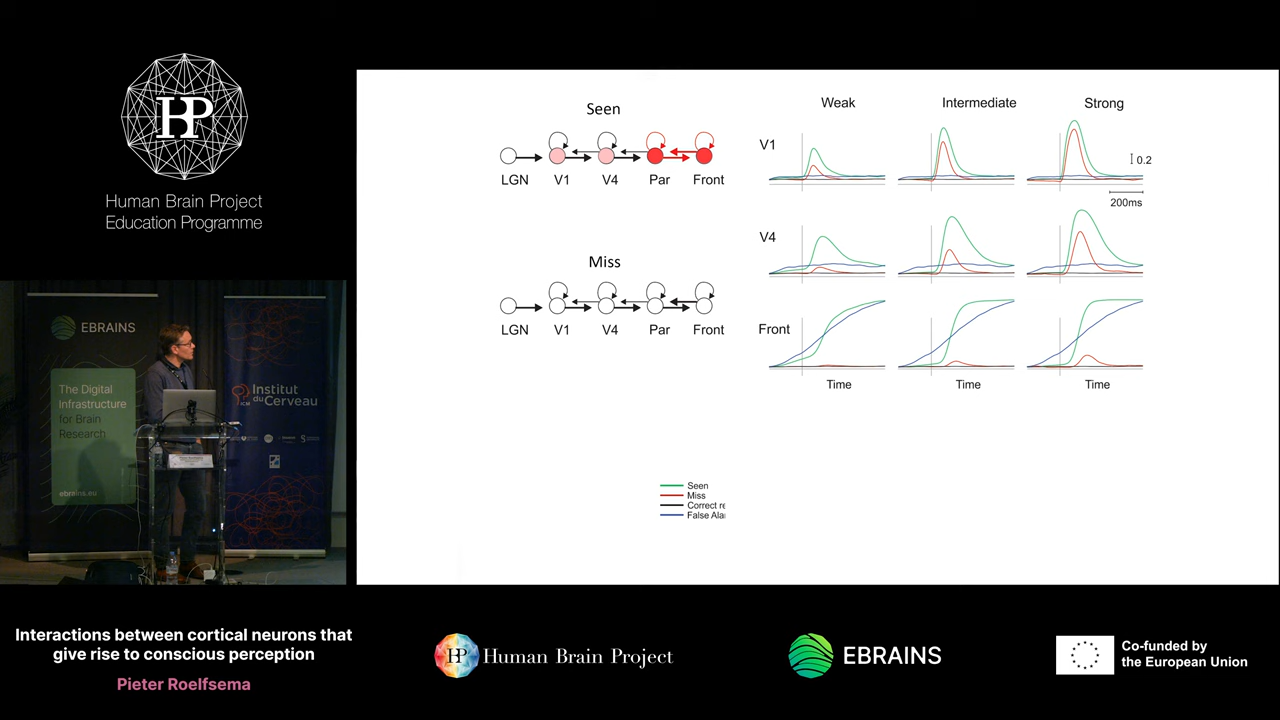 HP
Human Brain Project
Education Programme
EBRAINS
The Digital
Infrastructure
for Brain
Research
ebrains.eu
Institut
du Cerveau
ICM
Seen
LGN V1 V4 Par Front
Miss
LGN V1 V4 Par Front
Weak Intermediate Strong
V1
0.2
200ms
V4
Front
Time Time Time
Seen
Miss
Correct re
False Ala
Interactions between cortical neurons that
give rise to conscious perception
Pieter Roelfsema
HP Human Brain Project
EBRAINS
Co-funded by
the European Union